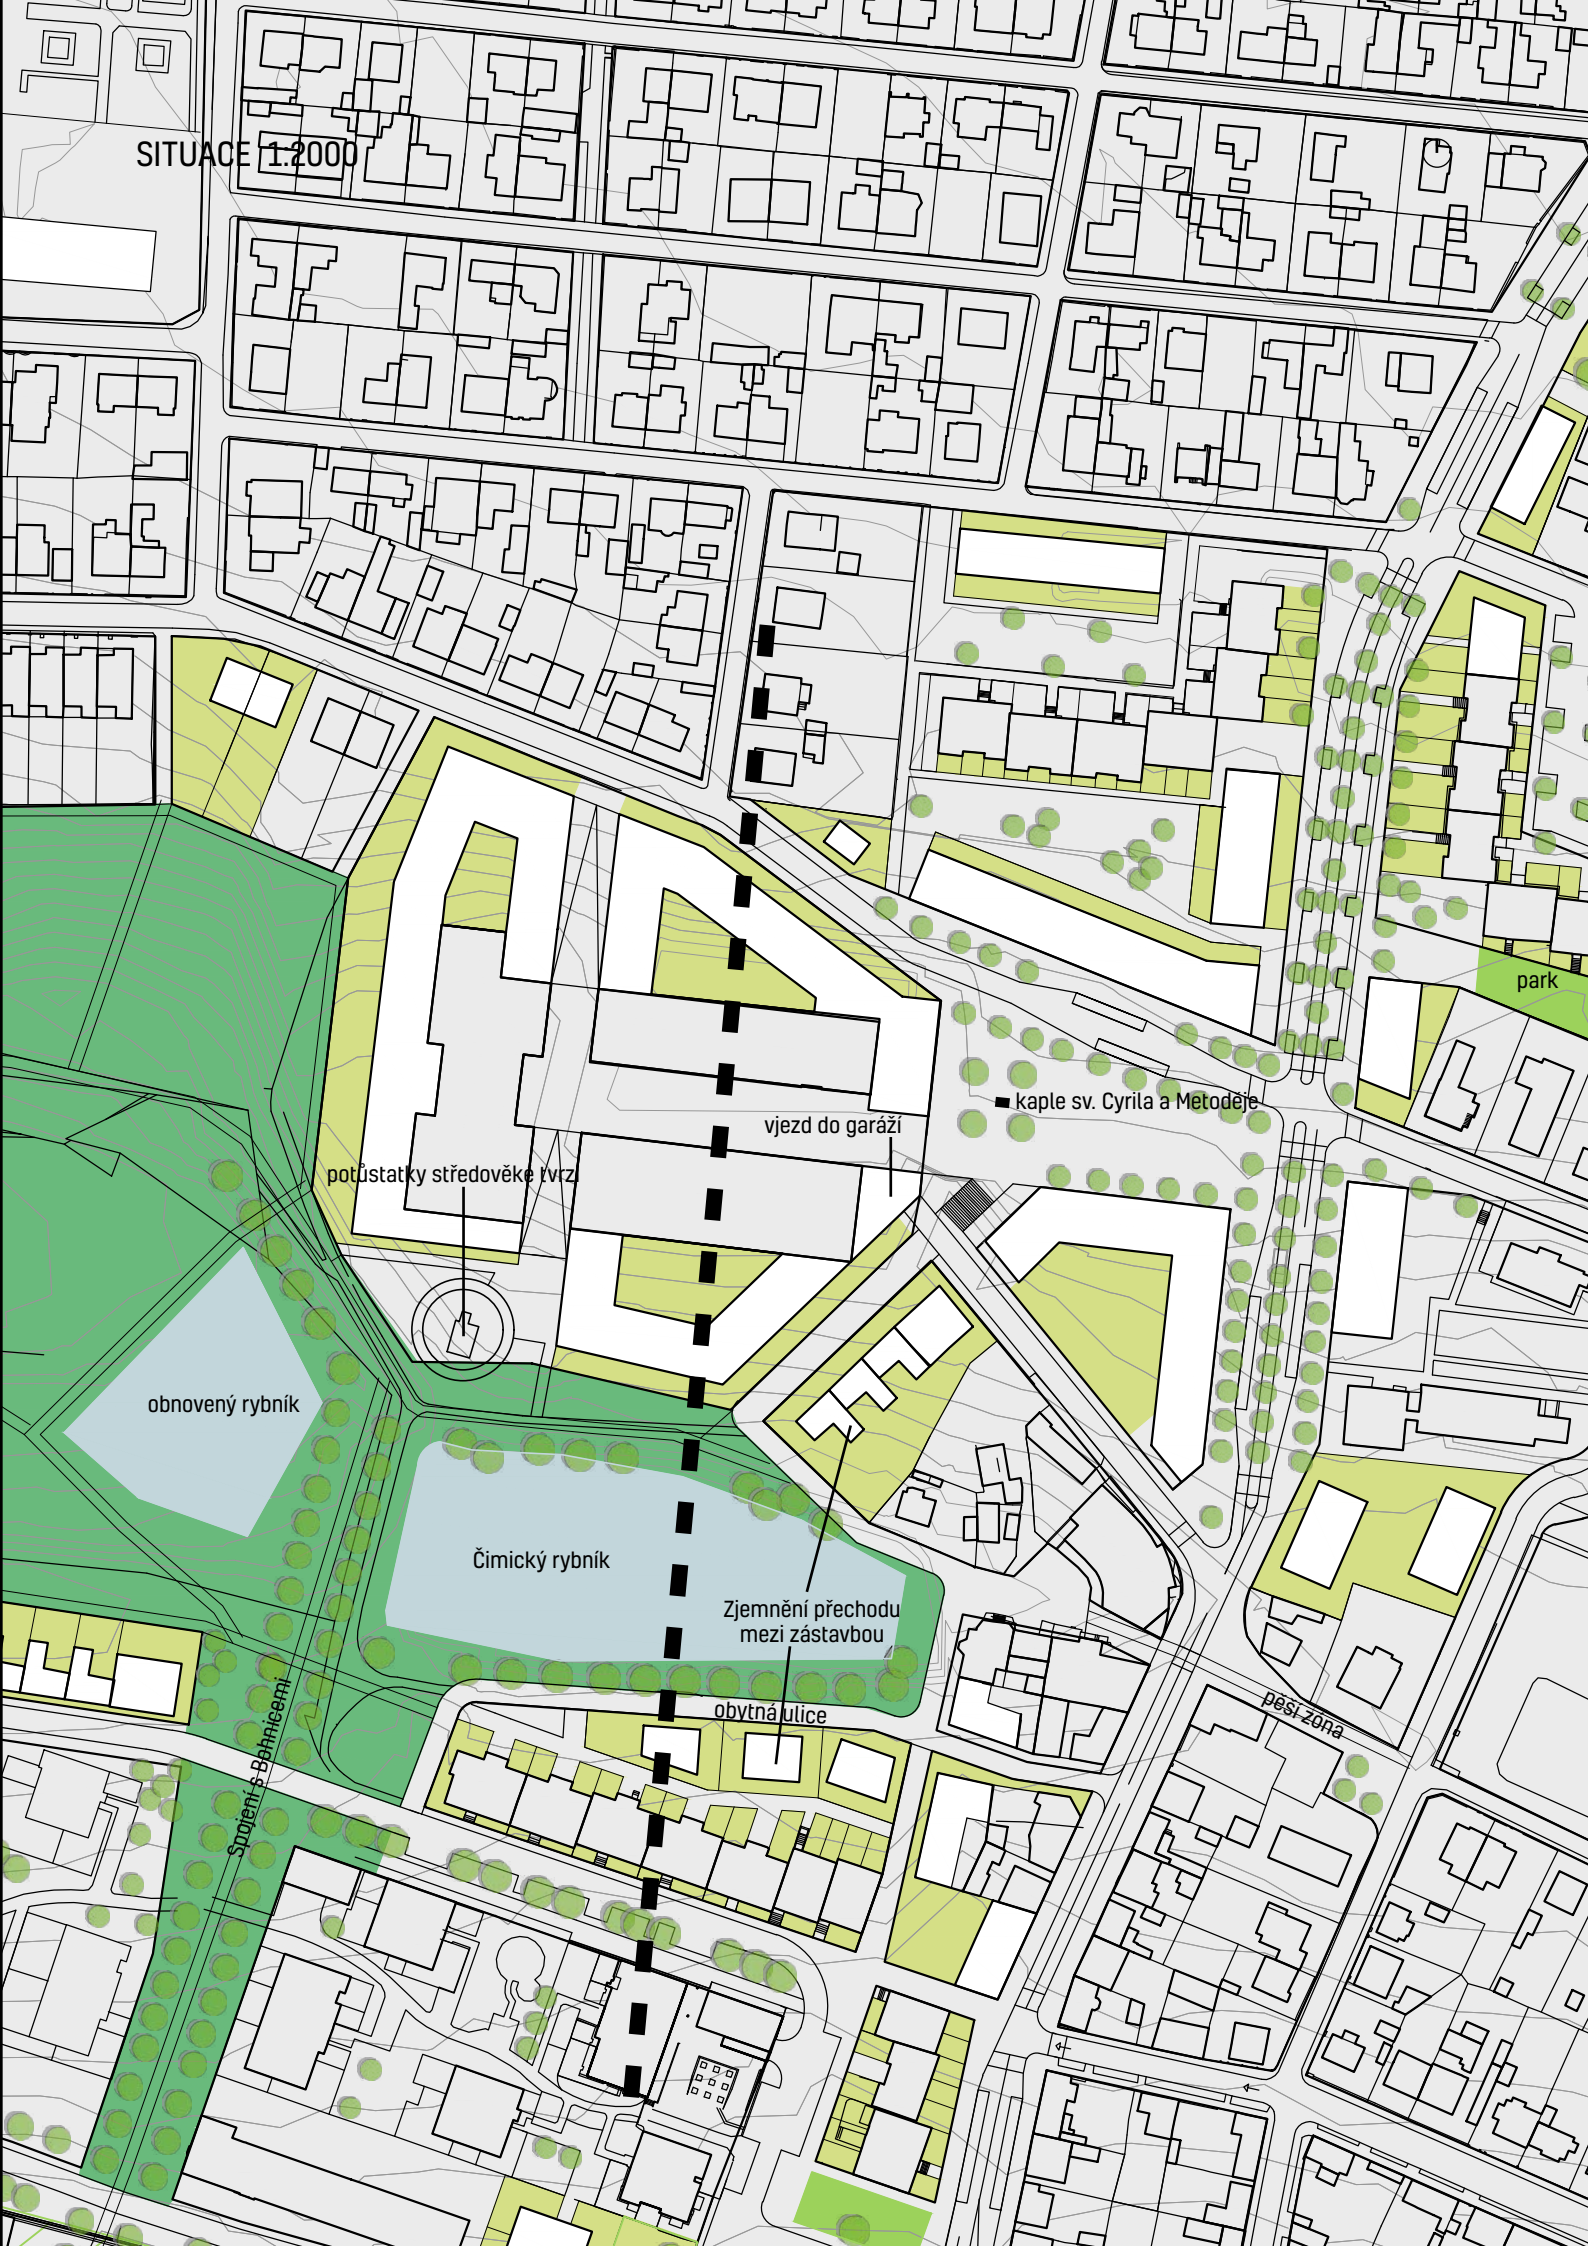 SITUACE 1:2000
park
kaple sv. Cyrila a Metoděje
vjezd do garáží
potůstatky středověké tvrzi
obnovený rybník
Čimický rybník
Zjemnění přechodu
mezi zástavbou
obytná ulice
pěší zóna
Spojení s Bohnicemi